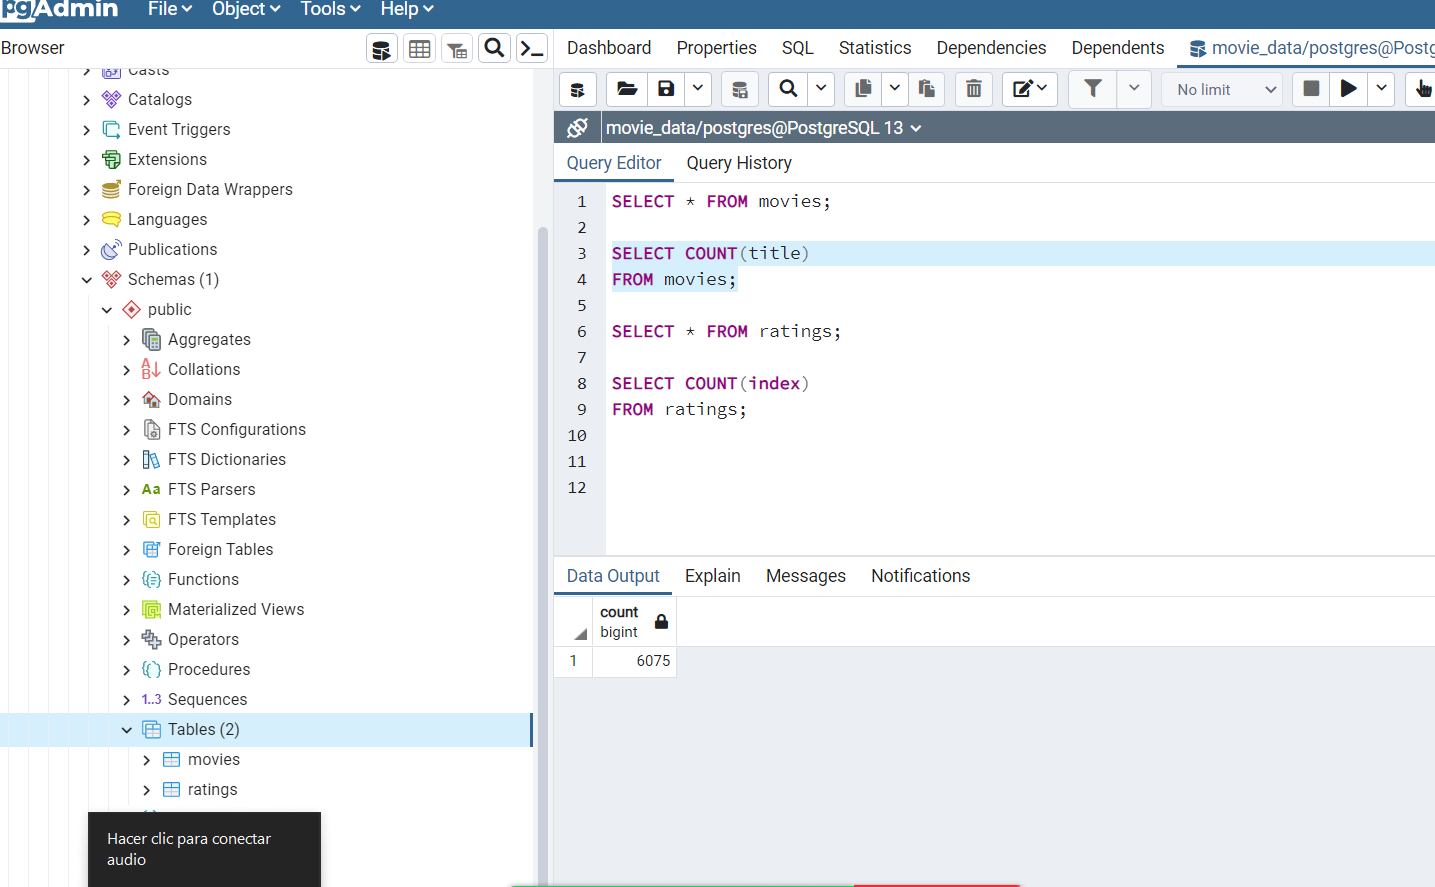 pgAdmin File Object Tools Help
Browser
Dashboard Properties SQL Statistics Dependencies Dependents movie_data/postgres@Postg
No limit
movie_data/postgres@PostgreSQL 13
Query Editor Query History
1 SELECT * FROM movies;
2
3 SELECT COUNT(title)
4 FROM movies;
5
6 SELECT * FROM ratings;
7
8 SELECT COUNT(index)
9 FROM ratings;
10
11
12
Data Output Explain Messages Notifications
count
bigint
1 6075
Casts
Catalogs
Event Triggers
Extensions
Foreign Data Wrappers
Languages
Publications
Schemas (1)
public
Aggregates
Collations
Domains
FTS Configurations
FTS Dictionaries
Aa FTS Parsers
FTS Templates
Foreign Tables
Functions
Materialized Views
Operators
Procedures
1..3 Sequences
Tables (2)
movies
ratings
Hacer clic para conectar
audio